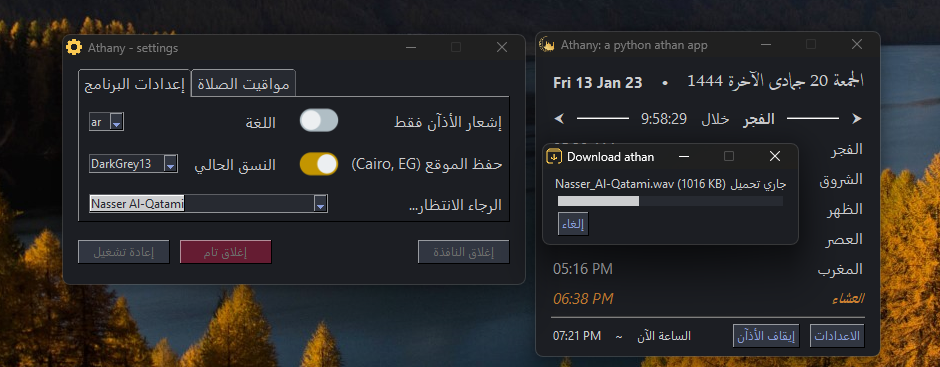 Athany - settings
إعدادات البرنامج مواقيت الصلاة
إشعار الأذآن فقط اللغة ar
حفظ الموقع (Cairo, EG) النسق الحالي DarkGrey13
الرجاء الانتظار... Nasser Al-Qatami
إغلاق النافذة إغلاق تام إعادة تشغيل
Athany: a python athan app
Fri 13 Jan 23 • الجمعة 20 جمادى الآخرة 1444
الفجر خلال 9:58:29
الفجر
الشروق
الظهر
العصر
المغرب 05:16 PM
العشاء 06:38 PM
الاعدادات إيقاف الأذآن الساعة الآن ~ 07:21 PM
Download athan
جاري تحميل Nasser_Al-Qatami.wav (1016 KB)
إلغاء